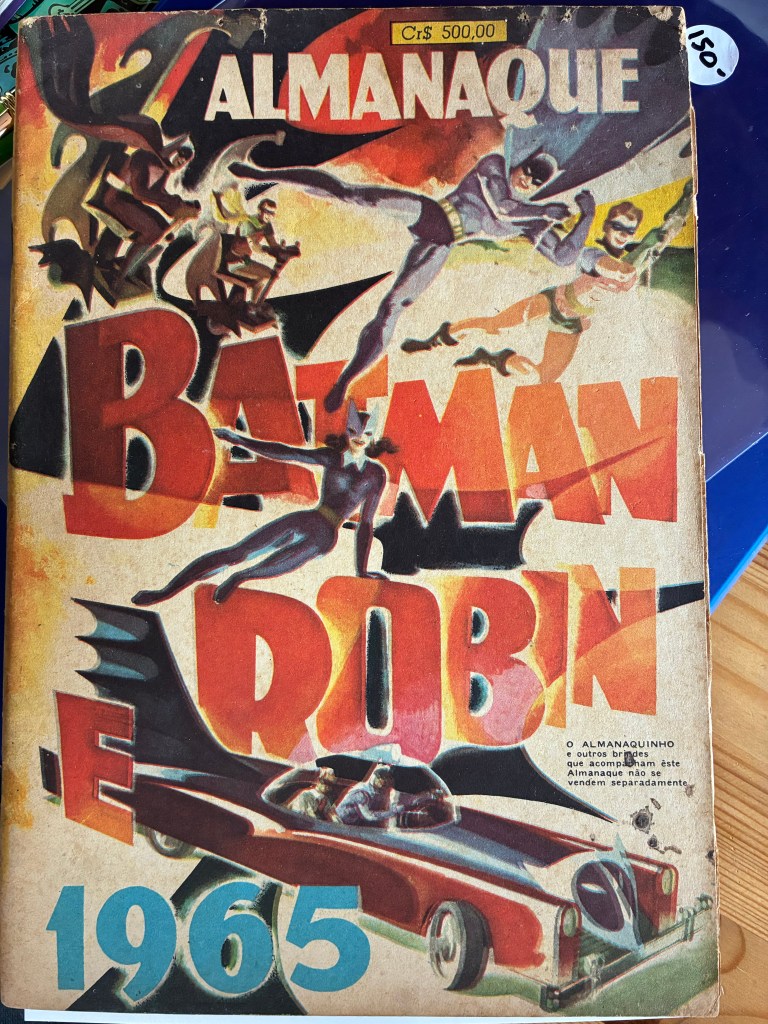 Cr$ 500,00
150.-
ALMANAQUE
BATMAN
E ROBIN
O ALMANAQUINHO
e outros brindes
que acompanham êste
Almanaque não se
vendem separadamente
1965